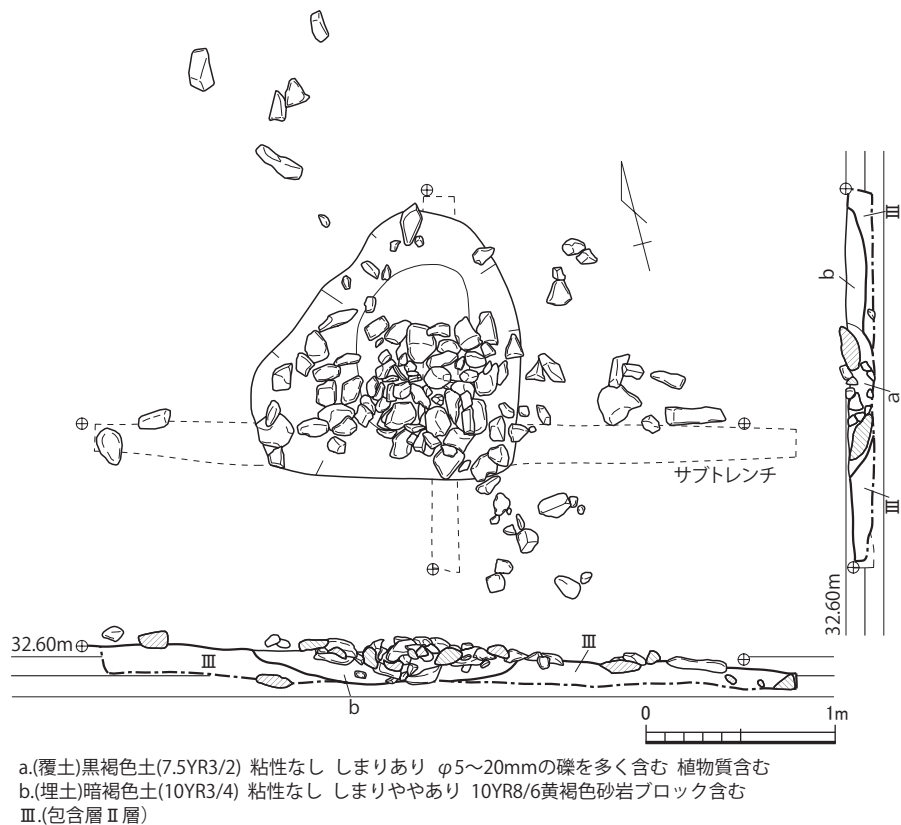 Ⅲ
b
a
Ⅲ
32.60m
サブトレンチ
32.60m
Ⅲ
Ⅲ
b
0 1m
a.(覆土)黒褐色土(7.5YR3/2) 粘性なし しまりあり φ5～20mmの礫を多く含む 植物質含む
b.(埋土)暗褐色土(10YR3/4) 粘性なし しまりややあり 10YR8/6黄褐色砂岩ブロック含む
Ⅲ.(包含層Ⅱ層)